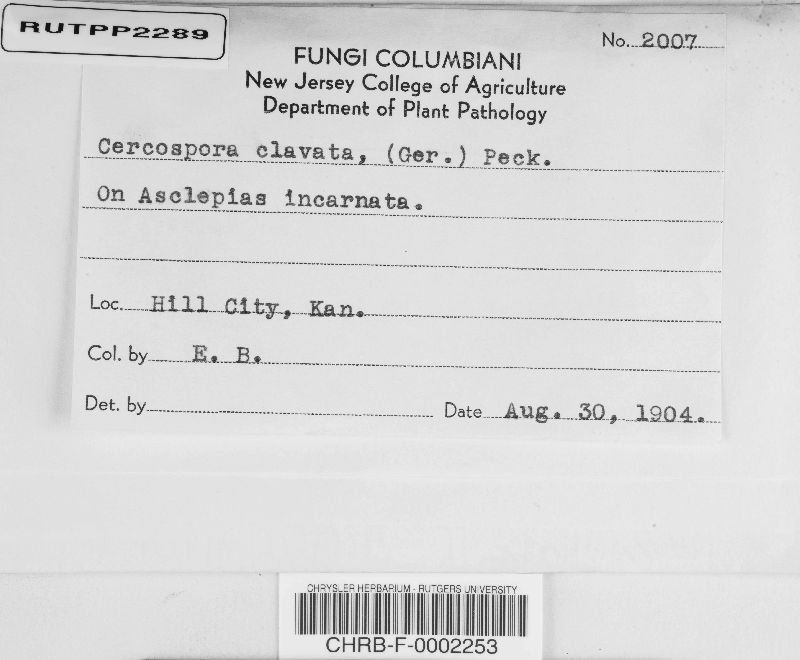 RUTPP2289
No. 2007
FUNGI COLUMBIANI
New Jersey College of Agriculture
Department of Plant Pathology
Cercospora clavata, (Ger.) Peck.
On Asclepias incarnata.
Loc. Hill City, Kan.
Col. by E. B.
Det. by
Date Aug. 30, 1904.
CHRYSLER HERBARIUM - RUTGERS UNIVERSITY
CHRB-F-0002253